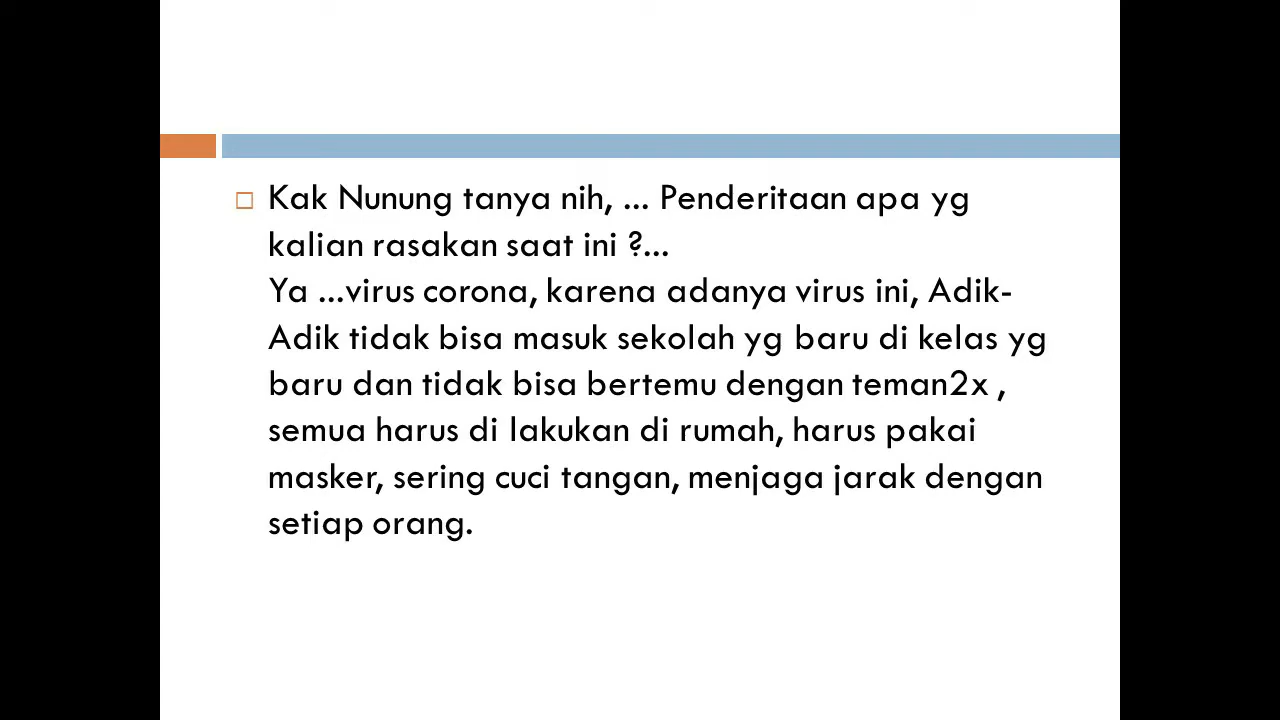 Kak Nunung tanya nih, ... Penderitaan apa yg
kalian rasakan saat ini ?...
Ya ...virus corona, karena adanya virus ini, Adik-
Adik tidak bisa masuk sekolah yg baru di kelas yg
baru dan tidak bisa bertemu dengan teman2x ,
semua harus di lakukan di rumah, harus pakai
masker, sering cuci tangan, menjaga jarak dengan
setiap orang.